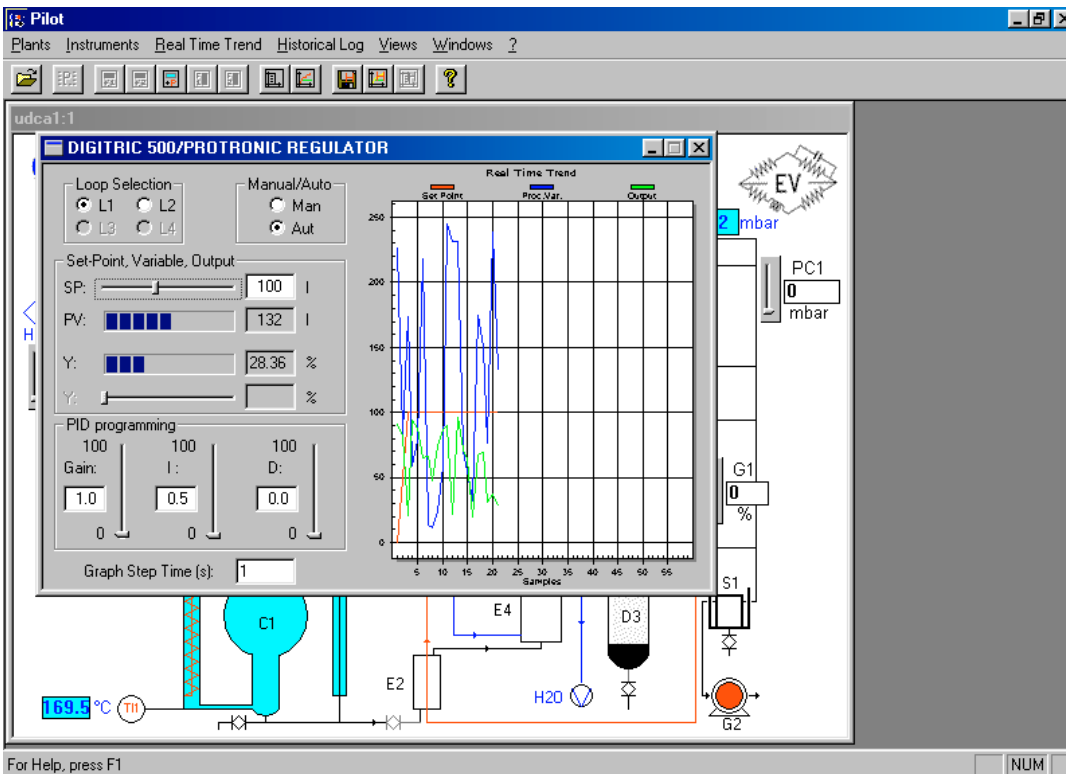 Pilot
Plants Instruments Real Time Trend Historical Log Views Windows ?
udca1:1
DIGITRIC 500/PROTRONIC REGULATOR
Loop Selection
L1 L2
L3 L4
Manual/Auto
Man
Aut
Set-Point, Variable, Output
SP: 100 l
PV: 132 l
Y: 28.36 %
Y: %
PID programming
100 100 100
Gain: I : D:
1.0 0.5 0.0
0 0 0
Graph Step Time (s): 1
Real Time Trend
Set Point Proc.Var. Output
250
200
150
100
50
0
5 10 15 20 25 30 35 40 45 50 55
Samples
EV
2 mbar
PC1
0
mbar
H
G1
0
%
S1
C1
E4
D3
E2
H2O
G2
169.5 °C TI1
For Help, press F1
NUM